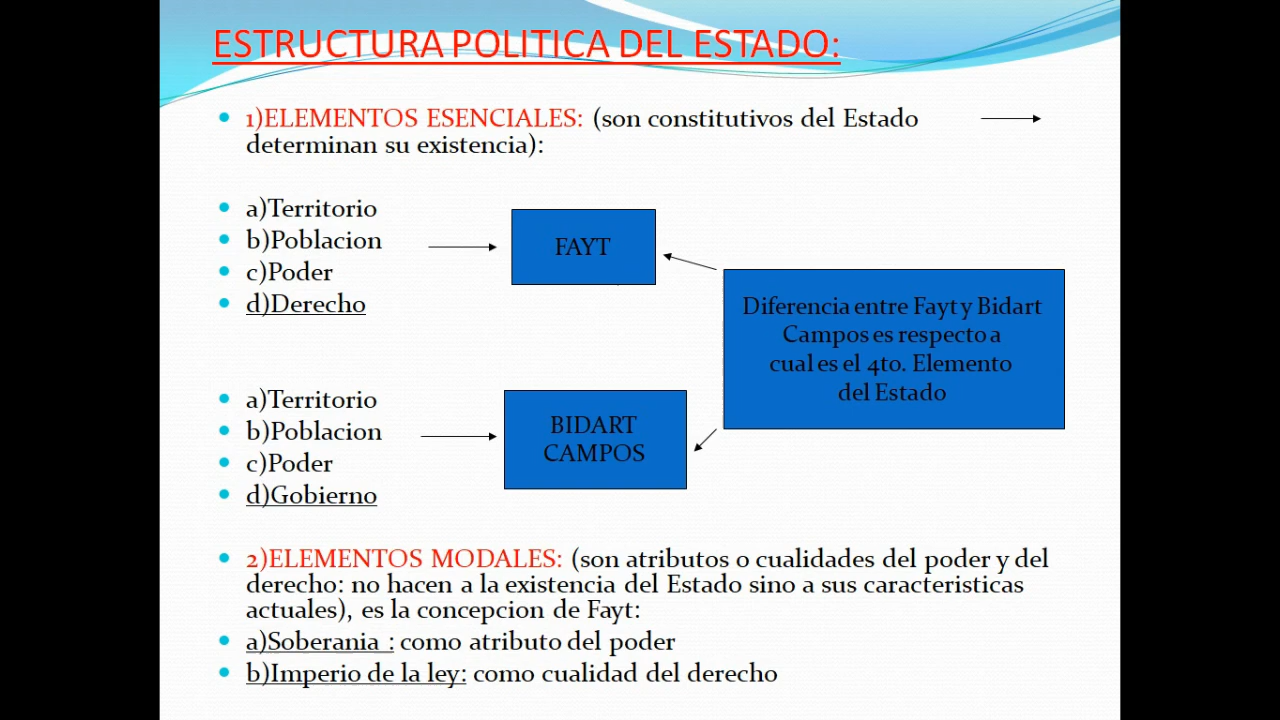 ESTRUCTURA POLITICA DEL ESTADO:
1)ELEMENTOS ESENCIALES: (son constitutivos del Estado
determinan su existencia):
a)Territorio
b)Poblacion
c)Poder
d)Derecho
FAYT
Diferencia entre Fayt y Bidart
Campos es respecto a
cual es el 4to. Elemento
del Estado
a)Territorio
b)Poblacion
c)Poder
d)Gobierno
BIDART
CAMPOS
2)ELEMENTOS MODALES: (son atributos o cualidades del poder y del
derecho: no hacen a la existencia del Estado sino a sus caracteristicas
actuales), es la concepcion de Fayt:
a)Soberania : como atributo del poder
b)Imperio de la ley: como cualidad del derecho